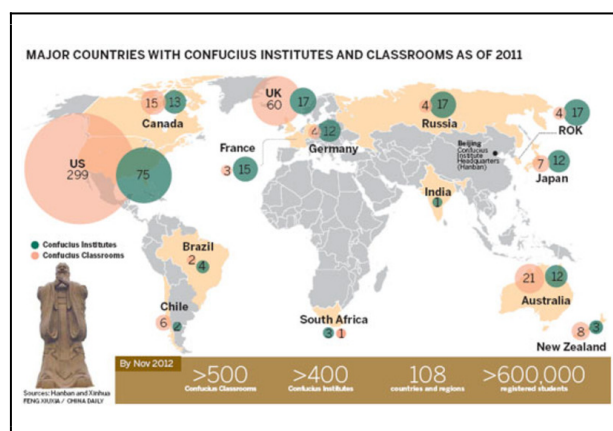 MAJOR COUNTRIES WITH CONFUCIUS INSTITUTES AND CLASSROOMS AS OF 2011
15 13
Canada
UK
60 17
4 17
Russia
4 17
ROK
US
299
75
France
3 15
2 12
Germany
Beijing
Confucius
Institute
Headquarters
(Hanban)
7 12
Japan
India
1
Confucius Institutes
Confucius Classrooms
Brazil
2
4
Chile
6 2
South Africa
3 1
21 12
Australia
8 3
New Zealand
By Nov 2012
>500
Confucius Classrooms
>400
Confucius Institutes
108
countries and regions
>600,000
registered students
Sources: Hanban and Xinhua
FENG XIUXIA / CHINA DAILY